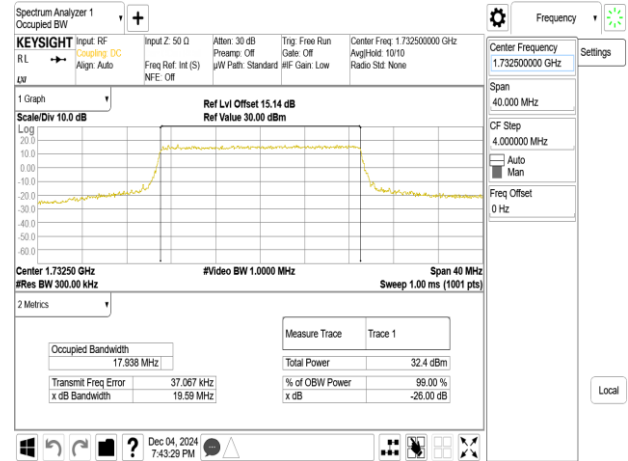 Spectrum Analyzer 1
Occupied BW
KEYSIGHT
RL
LXI
Input: RF
Coupling: DC
Align: Auto
Input Z: 50 Ω
Freq Ref: Int (S)
NFE: Off
Atten: 30 dB
Preamp: Off
µW Path: Standard
Trig: Free Run
Gate: Off
#IF Gain: Low
Center Freq: 1.732500000 GHz
Avg|Hold: 10/10
Radio Std: None
1 Graph
Scale/Div 10.0 dB
Ref Lvl Offset 15.14 dB
Ref Value 30.00 dBm
Log
20.0
10.0
0.00
-10.0
-20.0
-30.0
-40.0
-50.0
-60.0
Center 1.73250 GHz
#Video BW 1.0000 MHz
Span 40 MHz
#Res BW 300.00 kHz
Sweep 1.00 ms (1001 pts)
2 Metrics
Occupied Bandwidth
17.938 MHz
Transmit Freq Error 37.067 kHz
x dB Bandwidth 19.59 MHz
Measure Trace Trace 1
Total Power 32.4 dBm
% of OBW Power 99.00 %
x dB -26.00 dB
Dec 04, 2024
7:43:29 PM
Frequency
Settings
Center Frequency
1.732500000 GHz
Span
40.000 MHz
CF Step
4.000000 MHz
Auto
Man
Freq Offset
0 Hz
Local